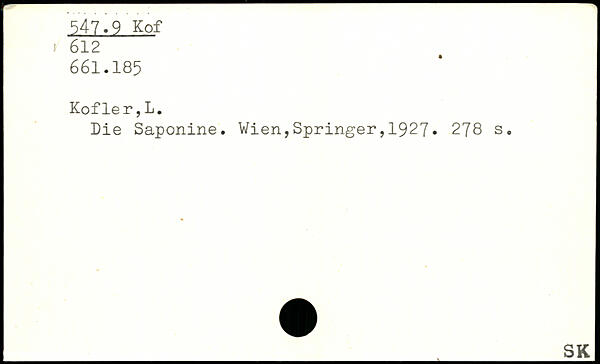 547.9 Kof
612
661.185
Kofler,L.
Die Saponine. Wien,Springer,1927. 278 s.
SK